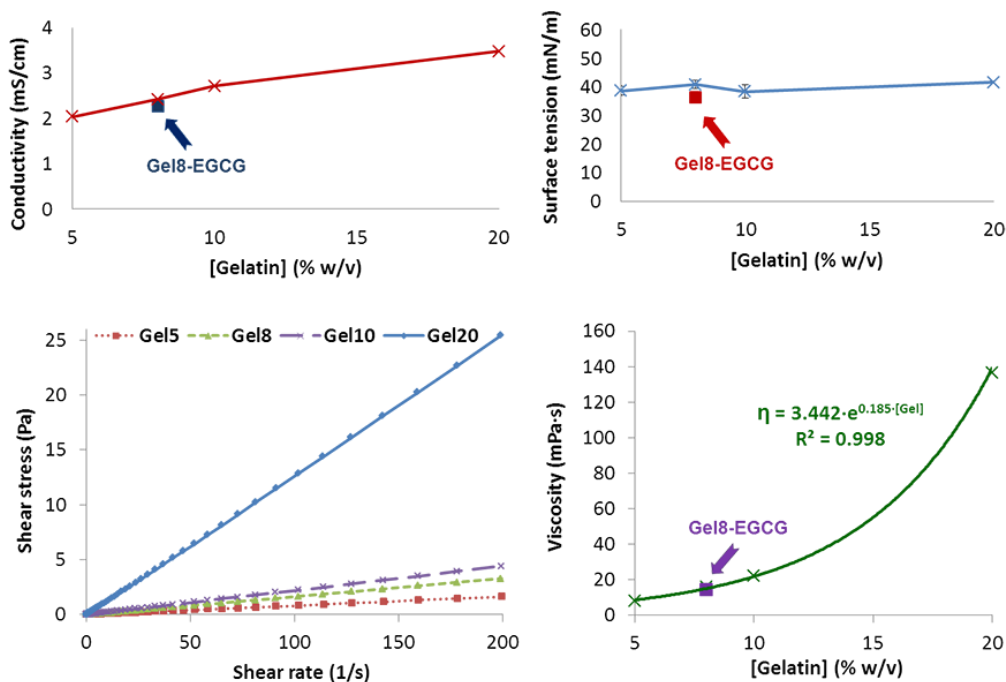 Conductivity (mS/cm)
4
3
2
1
0
Gel8-EGCG
5 10 15 20
[Gelatin] (% w/v)
Surface tension (mN/m)
60
50
40
30
20
10
0
Gel8-EGCG
5 10 15 20
[Gelatin] (% w/v)
Gel5 Gel8 Gel10 Gel20
Shear stress (Pa)
25
20
15
10
5
0
0 50 100 150 200
Shear rate (1/s)
Viscosity (mPa·s)
160
140
120
100
80
60
40
20
0
η = 3.442·e^0.185·[Gel]
R² = 0.998
Gel8-EGCG
5 10 15 20
[Gelatin] (% w/v)